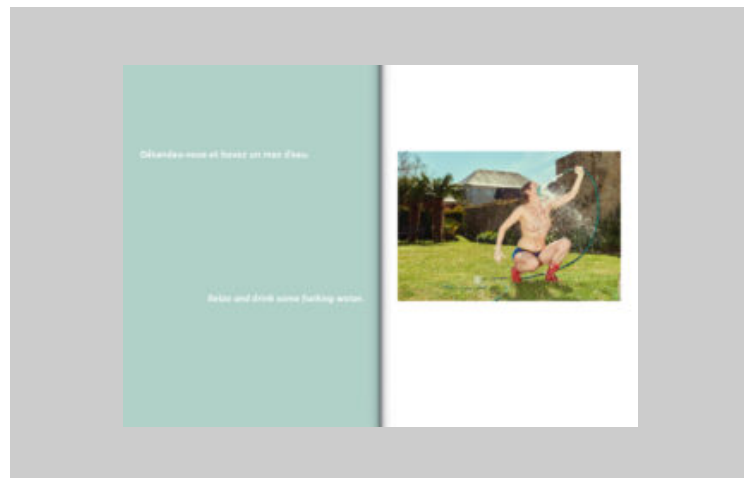 Détendez-vous et buvez un max d'eau.
Relax and drink some fucking water.